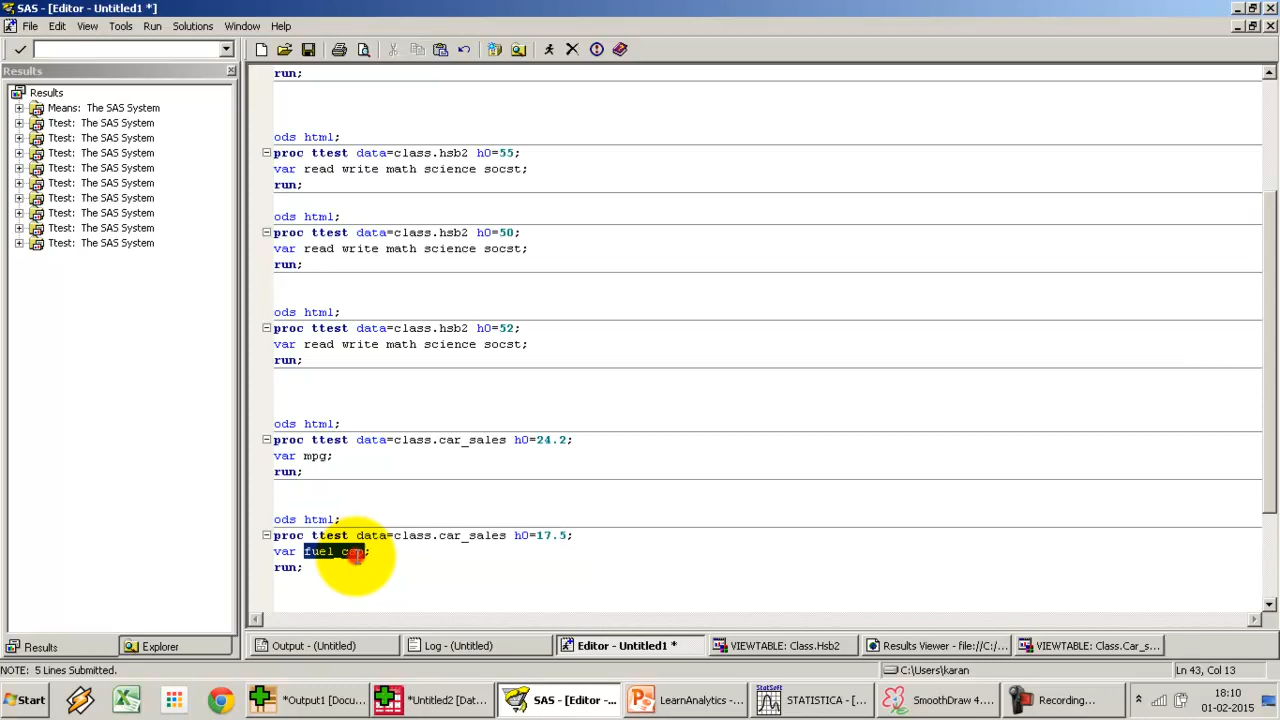 SAS - [Editor - Untitled1 *]
File Edit View Tools Run Solutions Window Help
Results
Results
Means: The SAS System
Ttest: The SAS System
Ttest: The SAS System
Ttest: The SAS System
Ttest: The SAS System
Ttest: The SAS System
Ttest: The SAS System
Ttest: The SAS System
Ttest: The SAS System
Ttest: The SAS System
run;
ods html;
proc ttest data=class.hsb2 h0=55;
var read write math science socst;
run;
ods html;
proc ttest data=class.hsb2 h0=50;
var read write math science socst;
run;
ods html;
proc ttest data=class.hsb2 h0=52;
var read write math science socst;
run;
ods html;
proc ttest data=class.car_sales h0=24.2;
var mpg;
run;
ods html;
proc ttest data=class.car_sales h0=17.5;
var fuel_cap;
run;
Results Explorer
Output - (Untitled) Log - (Untitled) Editor - Untitled1 * VIEWTABLE: Class.Hsb2 Results Viewer - file://C:/... VIEWTABLE: Class.Car_s...
NOTE: 5 Lines Submitted. C:\Users\karan Ln 43, Col 13
Start *Output1 [Docu... *Untitled2 [Dat... SAS - [Editor -... LearnAnalytics -... STATISTICA - [... SmoothDraw 4.... Recording... 18:10
01-02-2015